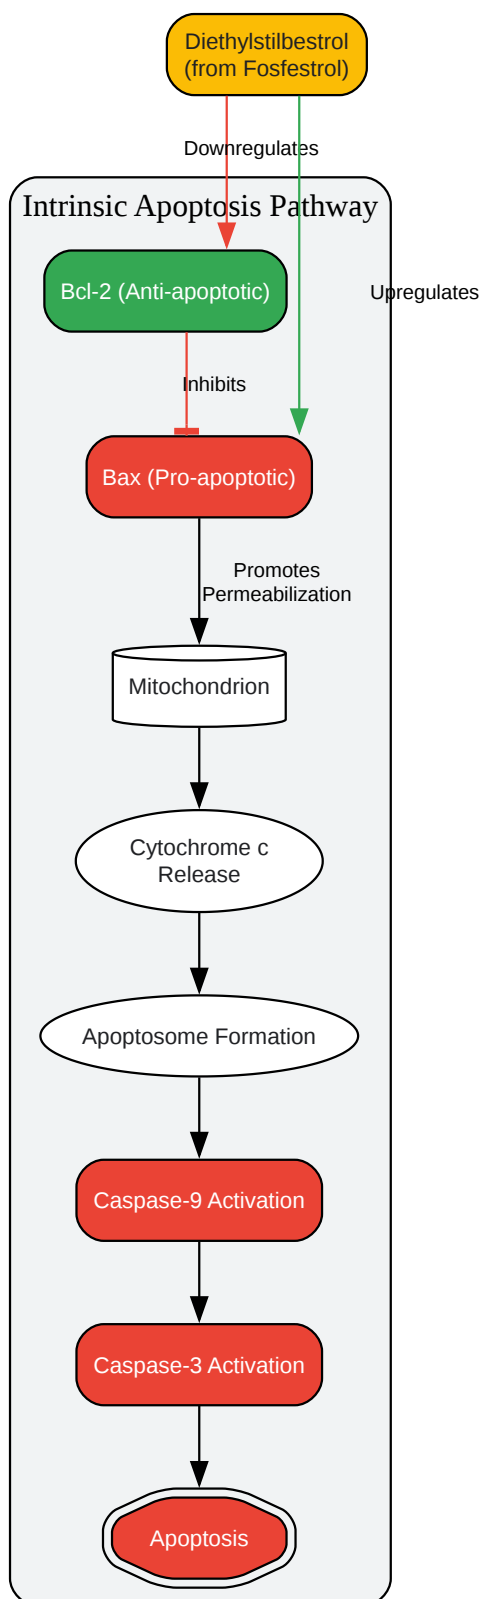 Diethylstilbestrol
(from Fosfestrol)
Downregulates
Intrinsic Apoptosis Pathway
Bcl-2 (Anti-apoptotic)
Upregulates
Inhibits
Bax (Pro-apoptotic)
Promotes
Permeabilization
Mitochondrion
Cytochrome c
Release
Apoptosome Formation
Caspase-9 Activation
Caspase-3 Activation
Apoptosis